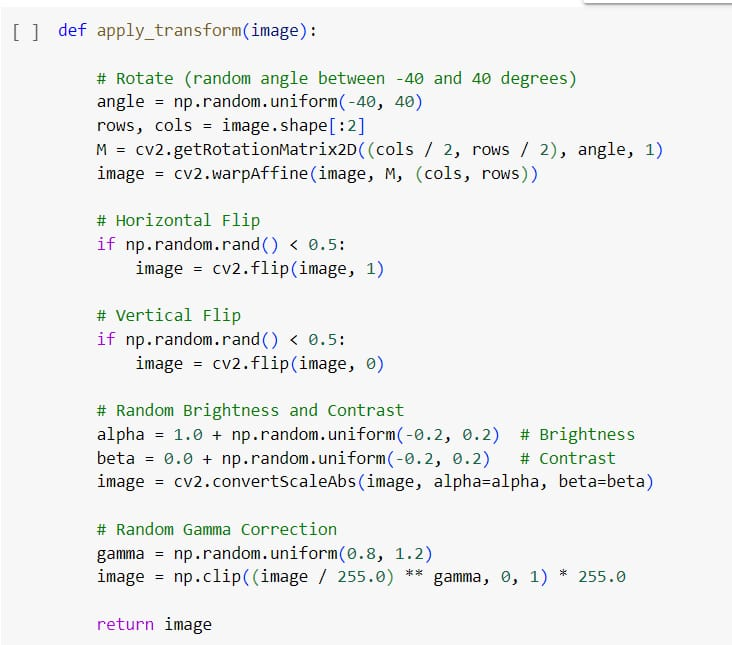 [ ] def apply_transform(image):
# Rotate (random angle between -40 and 40 degrees)
angle = np.random.uniform(-40, 40)
rows, cols = image.shape[:2]
M = cv2.getRotationMatrix2D((cols / 2, rows / 2), angle, 1)
image = cv2.warpAffine(image, M, (cols, rows))
# Horizontal Flip
if np.random.rand() < 0.5:
image = cv2.flip(image, 1)
# Vertical Flip
if np.random.rand() < 0.5:
image = cv2.flip(image, 0)
# Random Brightness and Contrast
alpha = 1.0 + np.random.uniform(-0.2, 0.2)  # Brightness
beta = 0.0 + np.random.uniform(-0.2, 0.2)   # Contrast
image = cv2.convertScaleAbs(image, alpha=alpha, beta=beta)
# Random Gamma Correction
gamma = np.random.uniform(0.8, 1.2)
image = np.clip((image / 255.0) ** gamma, 0, 1) * 255.0
return image